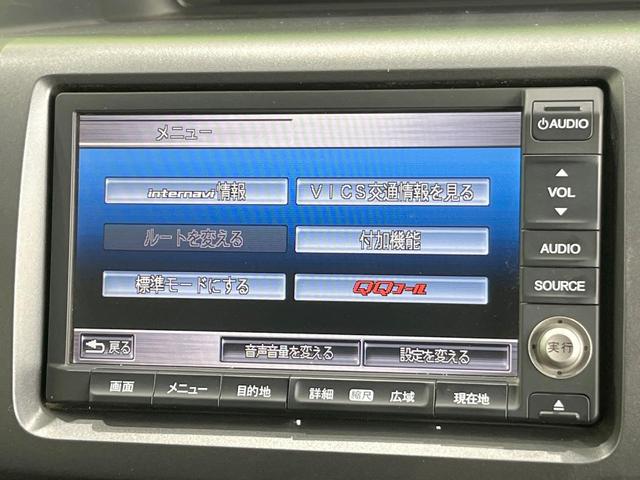 メニュー
internavi情報
VICS交通情報を見る
ルートを変える
付加機能
標準モードにする
QQコール
戻る
音声音量を変える
設定を変える
AUDIO
VOL
AUDIO
SOURCE
実行
画面
メニュー
目的地
詳細
縮尺
広域
現在地